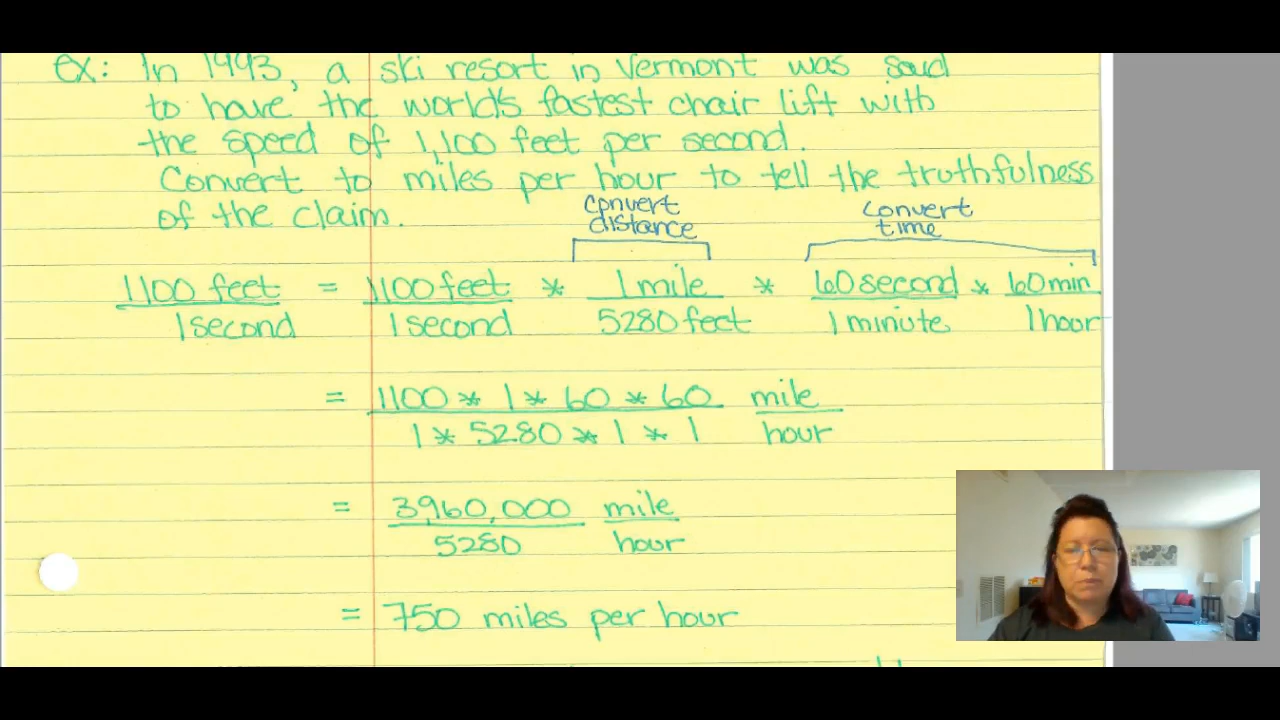 ex: In 1993, a ski resort in Vermont was said
to have the world's fastest chair lift with
the speed of 1,100 feet per second.
Convert to miles per hour to tell the truthfulness
of the claim.
convert distance
convert time
1100 feet / 1 second = 1100 feet / 1 second * 1 mile / 5280 feet * 60 second / 1 minute * 60 min / 1 hour
= 1100 * 1 * 60 * 60 / 1 * 5280 * 1 * 1 mile / hour
= 3,960,000 / 5280 mile / hour
= 750 miles per hour